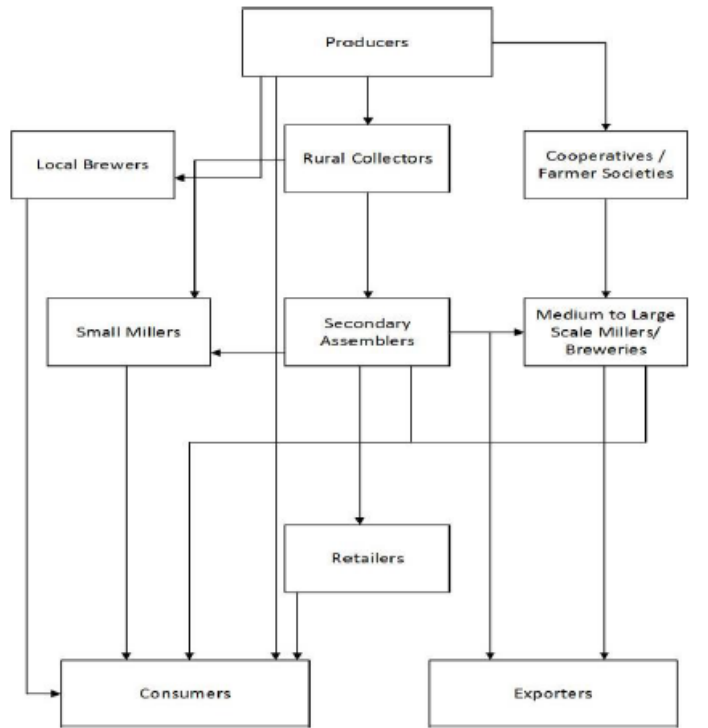 Producers
Local Brewers
Rural Collectors
Cooperatives /
Farmer Societies
Small Millers
Secondary
Assemblers
Medium to Large
Scale Millers/
Breweries
Retailers
Consumers
Exporters